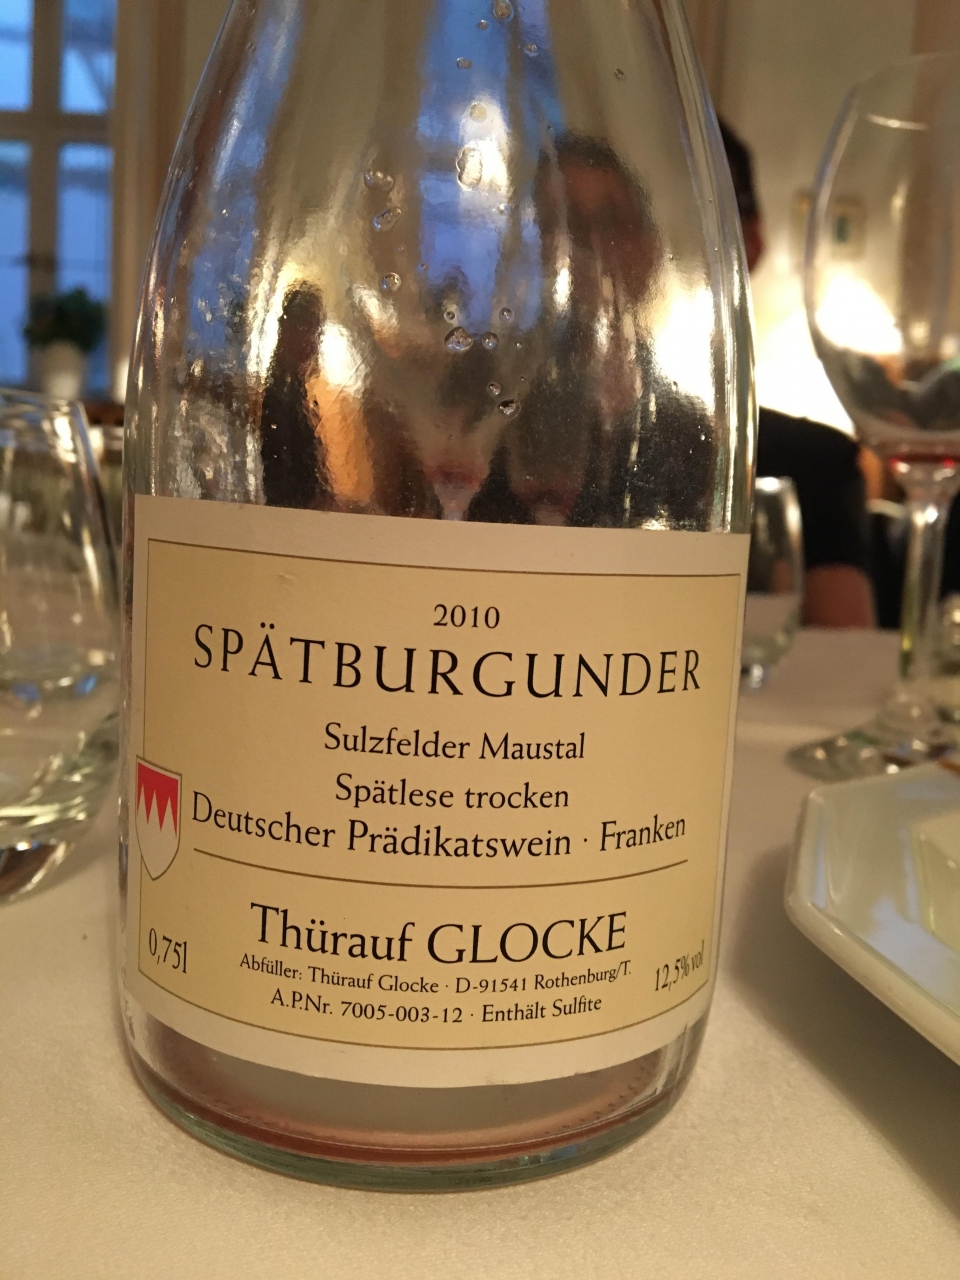 2010
SPÄTBURGUNDER
Sulzfelder Maustal
Spätlese trocken
Deutscher Prädikatswein · Franken
Thürauf GLOCKE
0,75l
Abfüller: Thürauf Glocke · D-91541 Rothenburg/T.
12,5% vol
A.P.Nr. 7005-003-12 · Enthält Sulfite